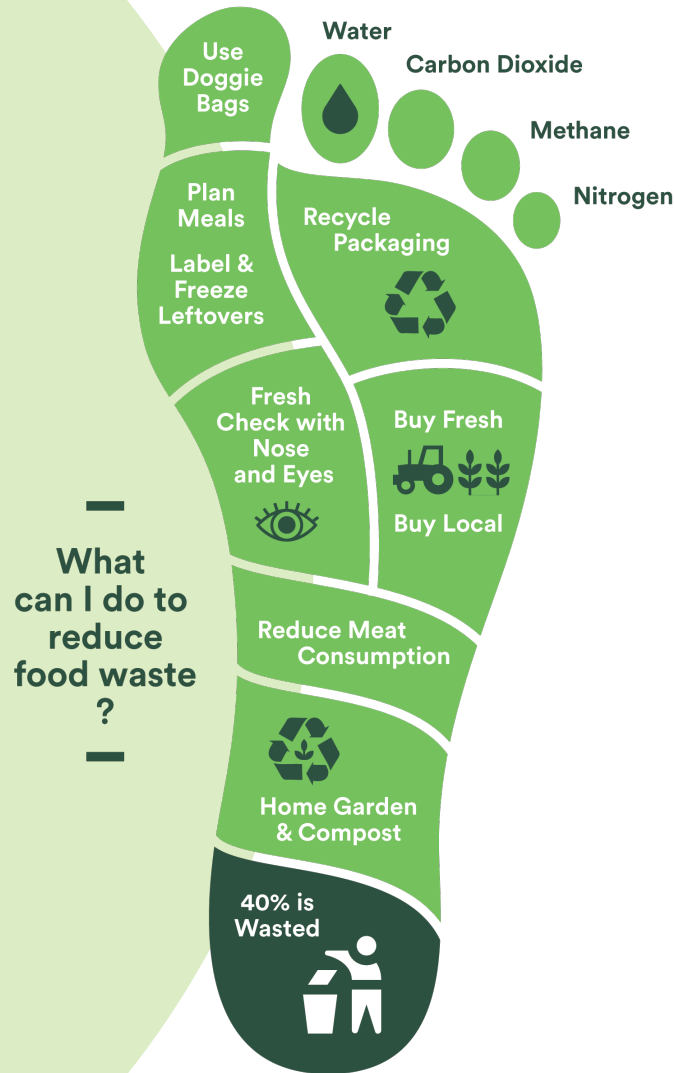 Water
Carbon Dioxide
Methane
Nitrogen
Use
Doggie
Bags
Plan
Meals
Label &
Freeze
Leftovers
Recycle
Packaging
Fresh
Check with
Nose
and Eyes
Buy Fresh
Buy Local
What
can I do to
reduce
food waste
?
Reduce Meat
Consumption
Home Garden
& Compost
40% is
Wasted